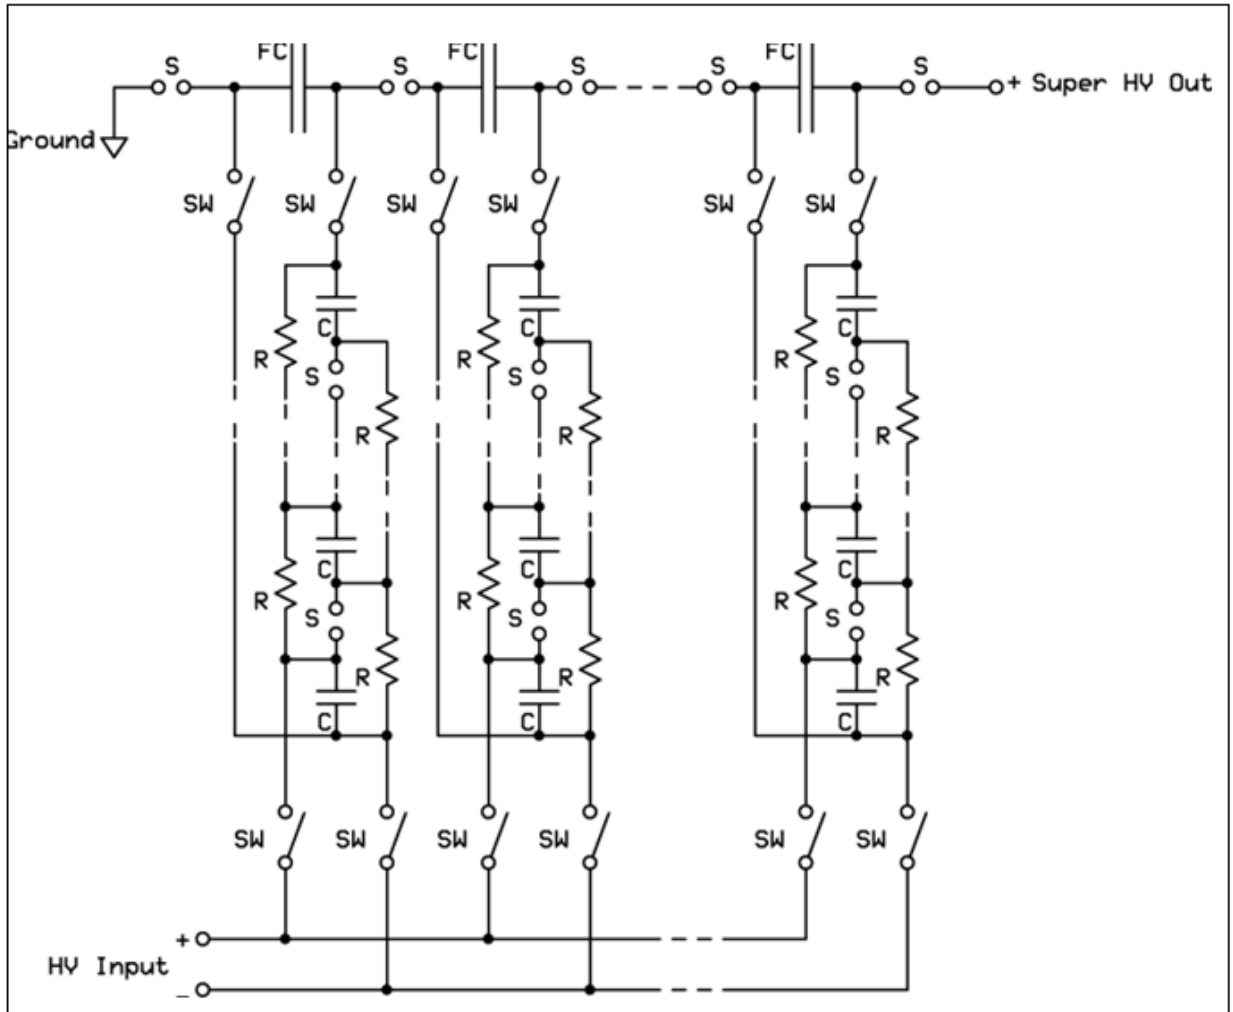 FC FC FC
S S S S S + Super HV Out
Ground
SW SW SW SW SW SW
C C C
R S R S R S
R R R
C C C
R S R S R S
R R R
C C C
SW SW SW SW SW SW
+
HV Input
–